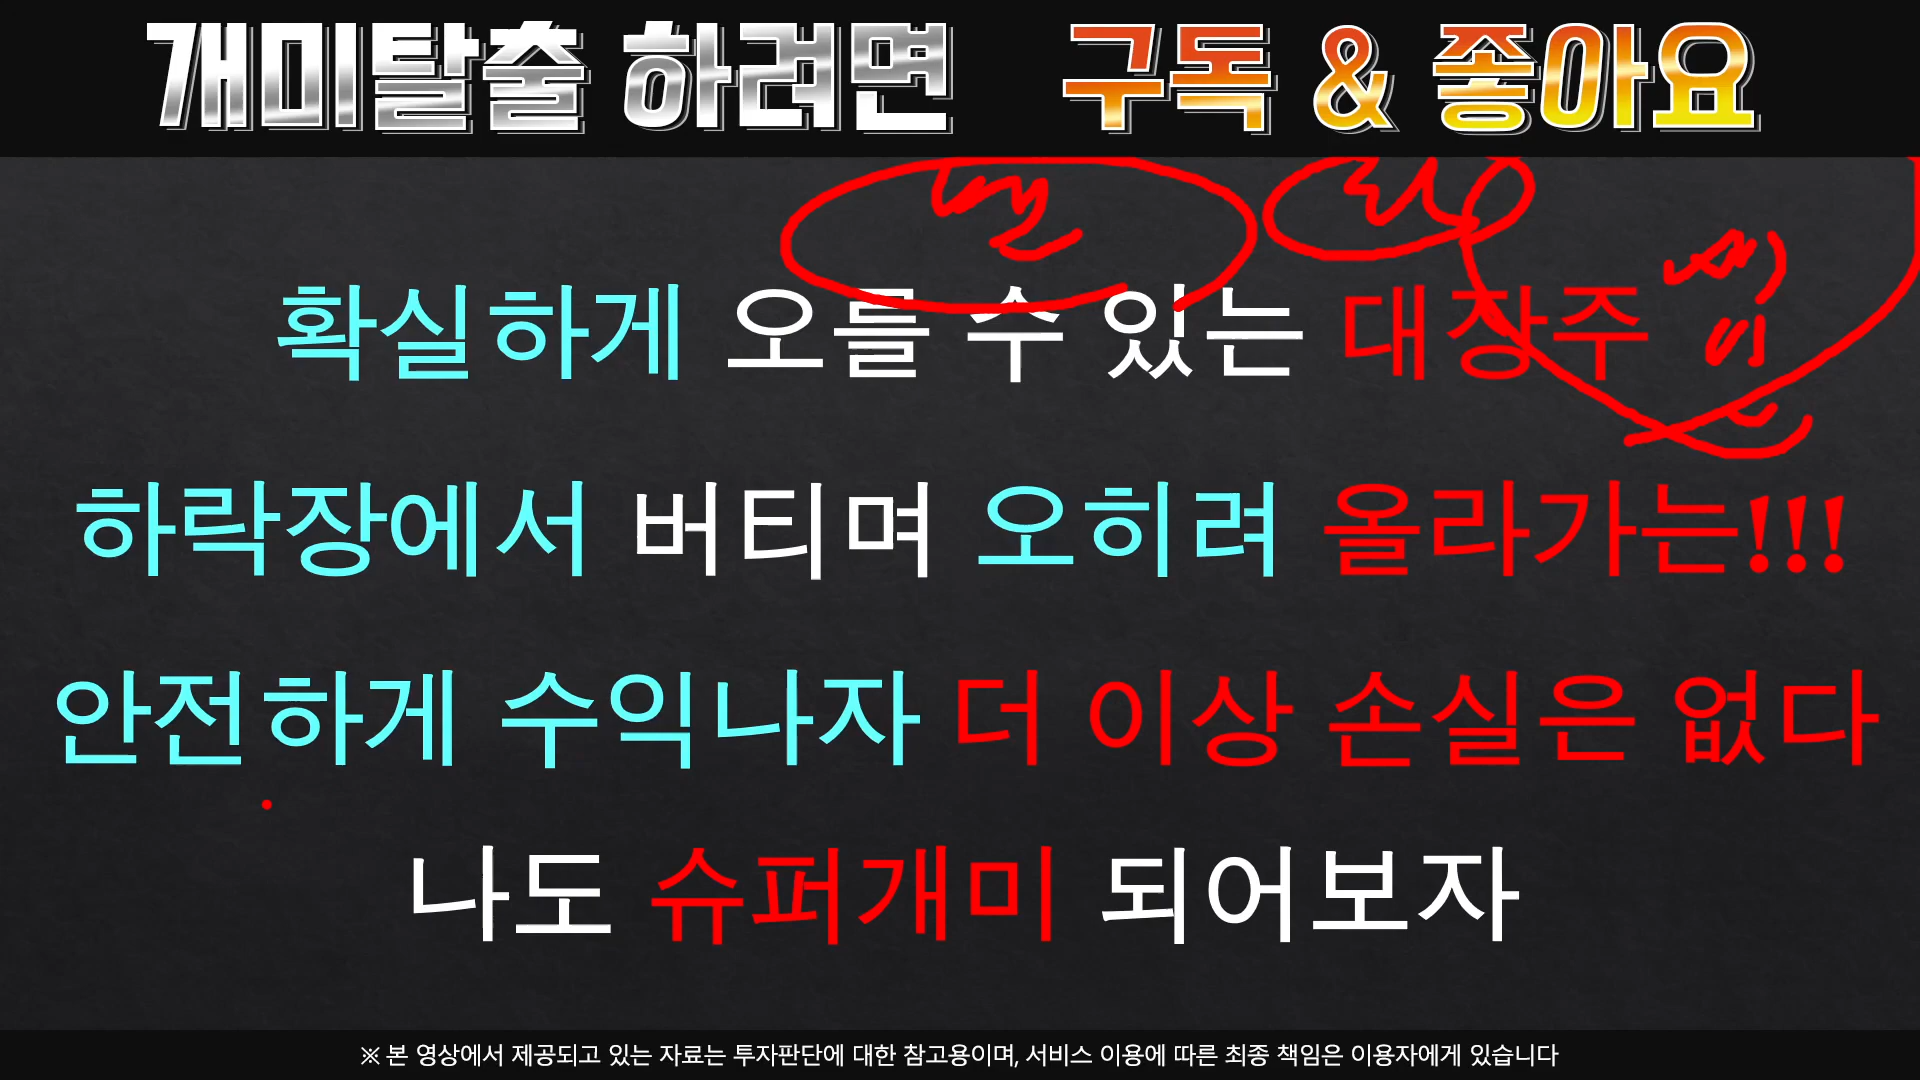 개미탈출 하려면 구독 & 좋아요
확실하게 오를 수 있는 대장주
하락장에서 버티며 오히려 올라가는!!!
안전하게 수익나자 더 이상 손실은 없다
나도 슈퍼개미 되어보자
※ 본 영상에서 제공되고 있는 자료는 투자판단에 대한 참고용이며, 서비스 이용에 따른 최종 책임은 이용자에게 있습니다